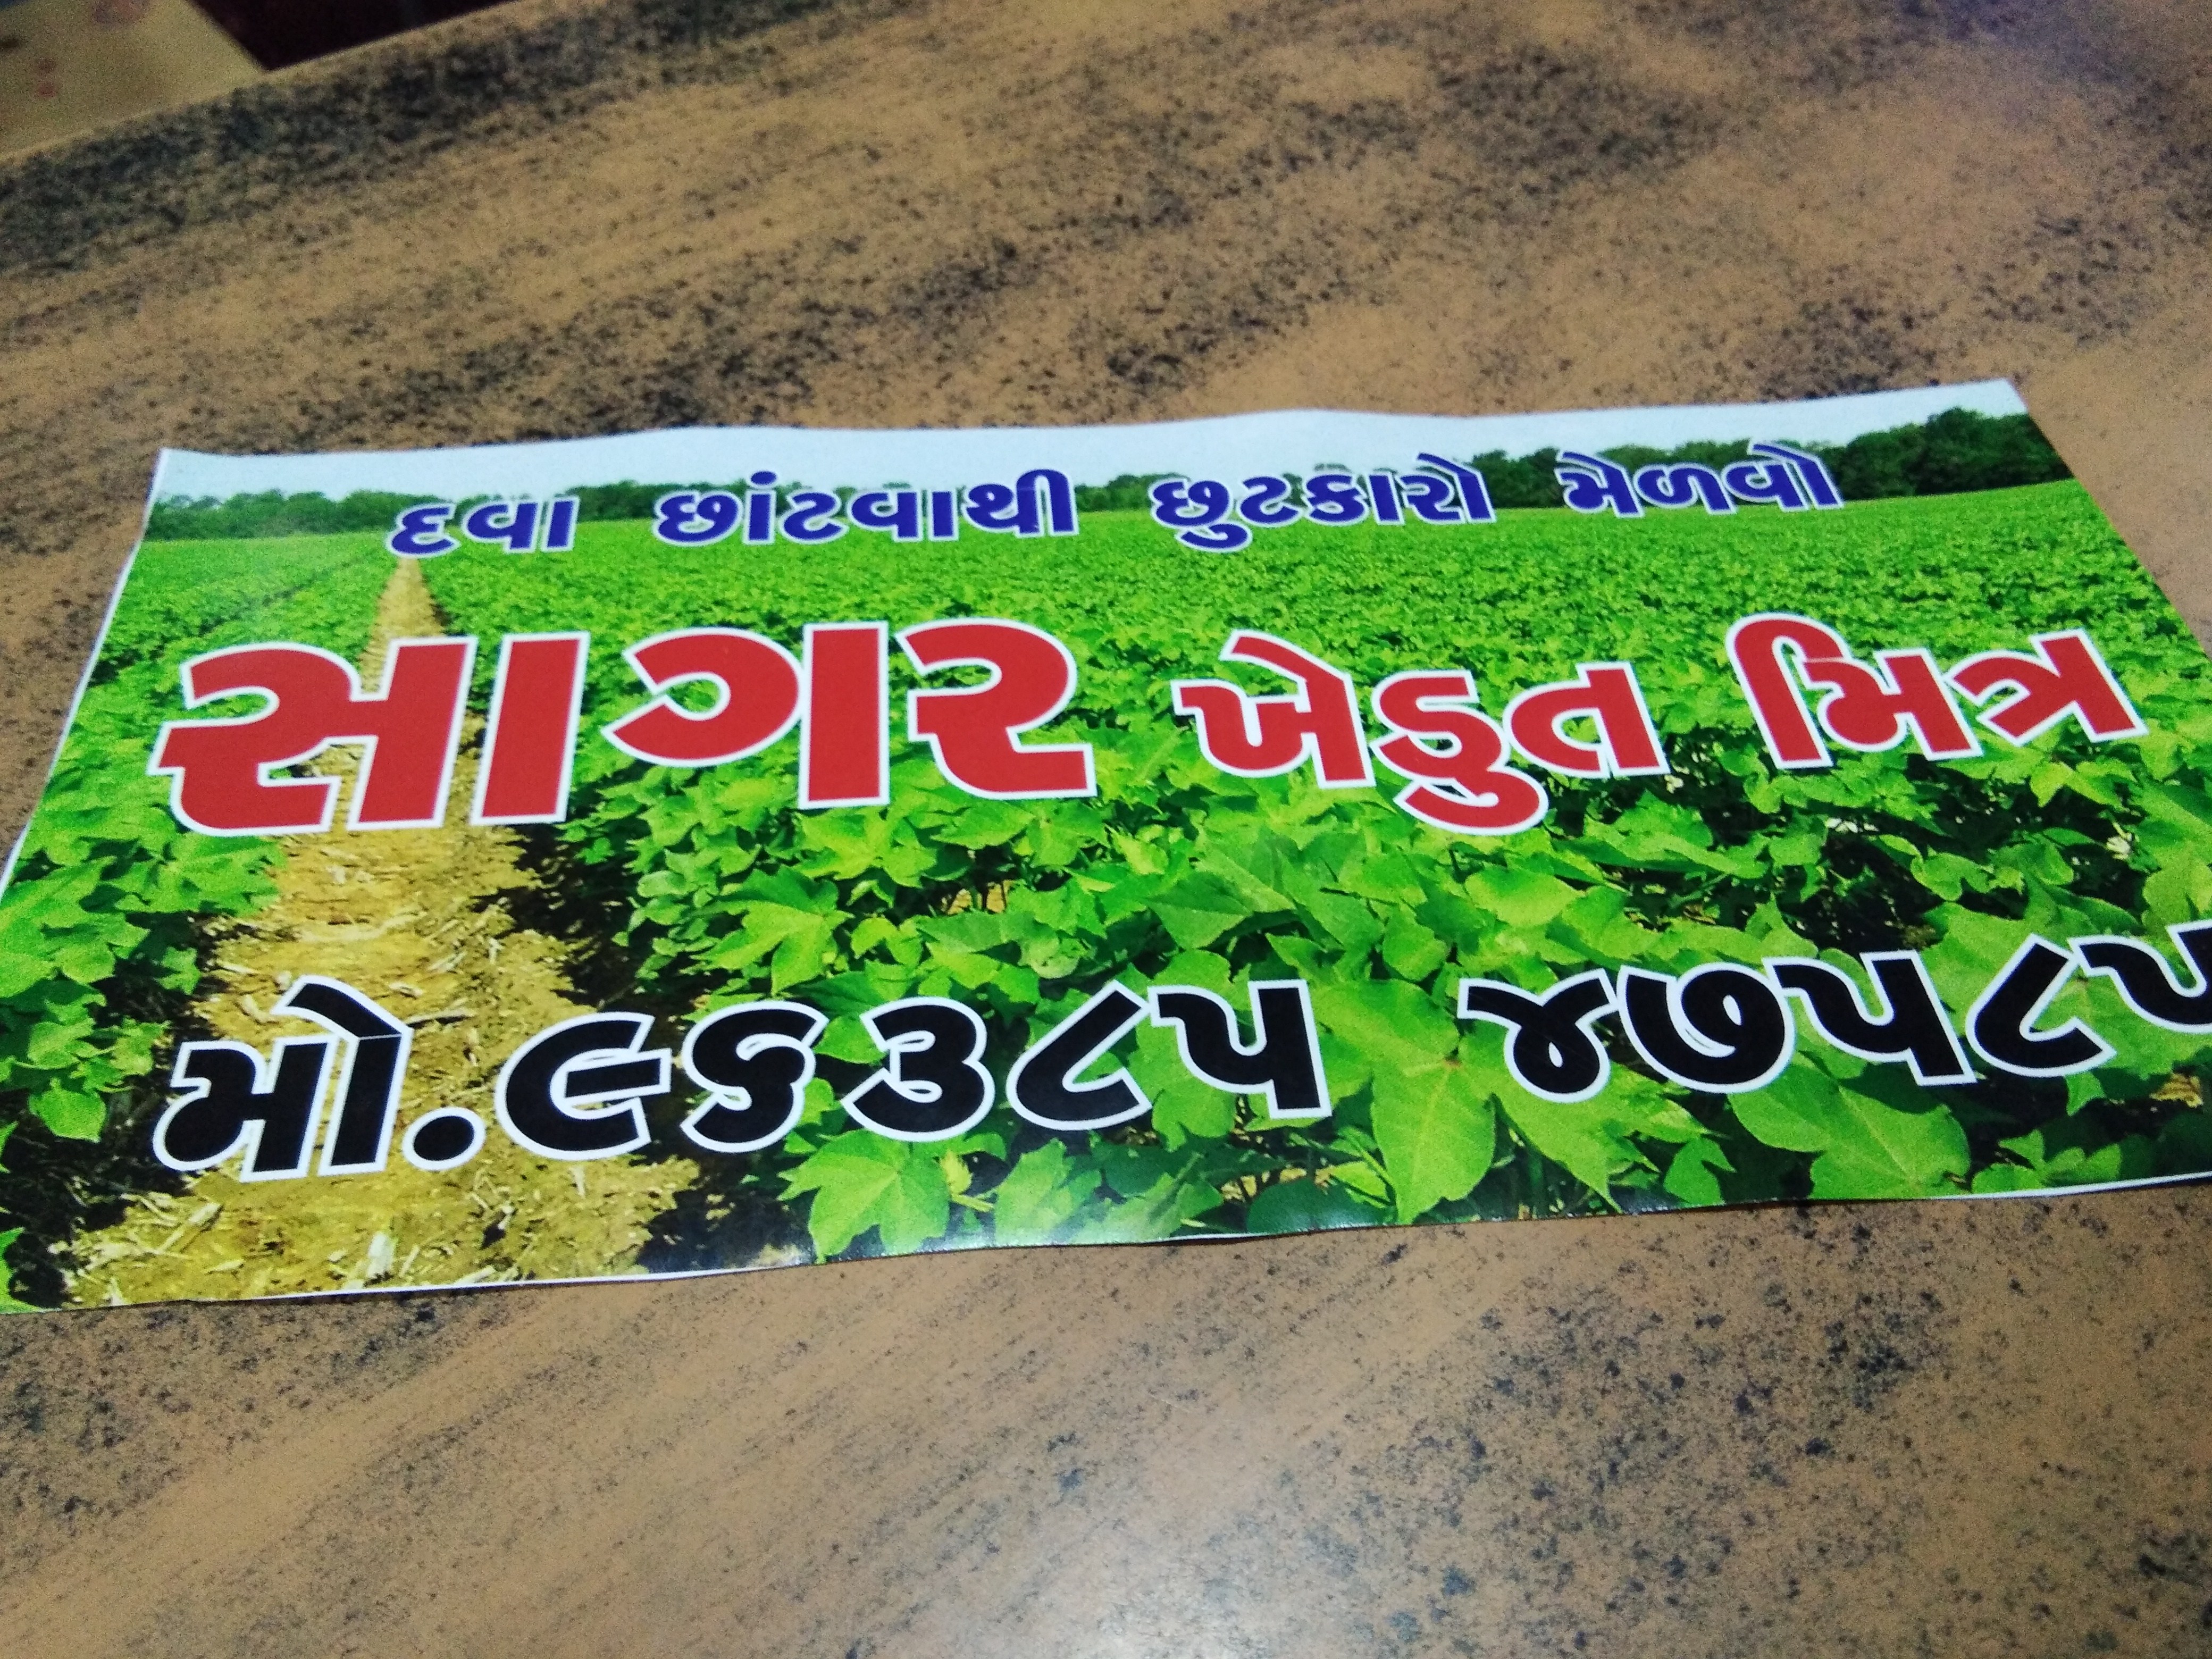 દવા છાંટવાથી છુટકારો મેળવો
સાગર ખેડુત મિત્ર
મો.૯૬૩૮૫ ૪૭૫૮૫